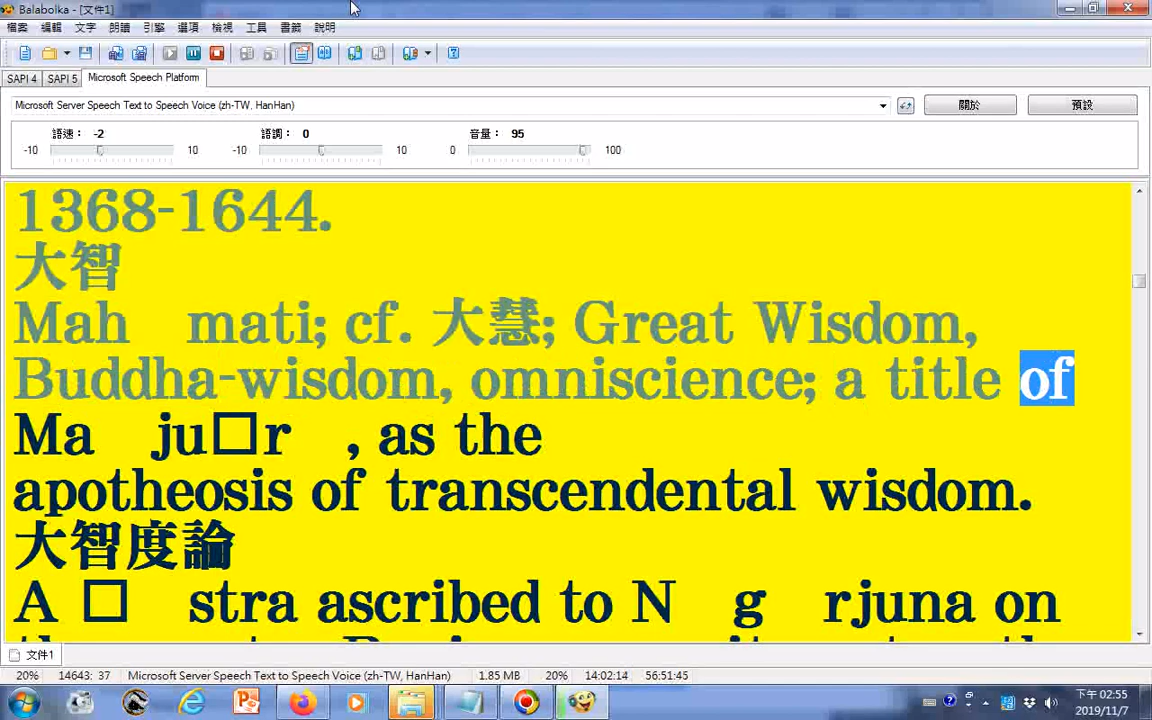 Balabolka - [文件1]
檔案 編輯 文字 朗讀 引擎 選項 檢視 工具 書籤 說明
SAPI 4 SAPI 5 Microsoft Speech Platform
Microsoft Server Speech Text to Speech Voice (zh-TW, HanHan) 關於 預設
語速： -2 語調： 0 音量： 95
-10 10 -10 10 0 100
1368-1644.
大智
Mah mati; cf. 大慧; Great Wisdom,
Buddha-wisdom, omniscience; a title of
Ma ju□r , as the
apotheosis of transcendental wisdom.
大智度論
A □ stra ascribed to N g rjuna on
文件1
20% 14643: 37 Microsoft Server Speech Text to Speech Voice (zh-TW, HanHan) 1.85 MB 20% 14:02:14 56:51:45
下午 02:55
2019/11/7